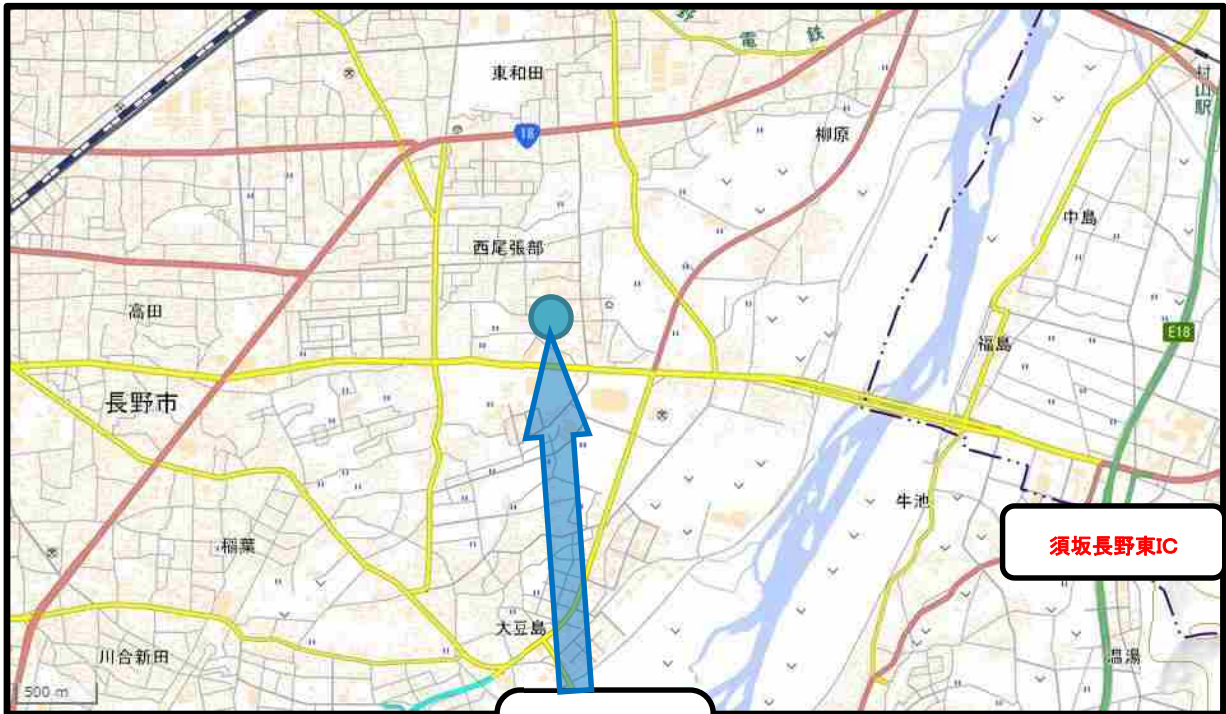 電鉄
東和田
18
柳原
村山駅
中島
西尾張部
高田
E18
福島
長野市
牛池
須坂長野東IC
稲葉
大豆島
川合新田
温湯
500 m